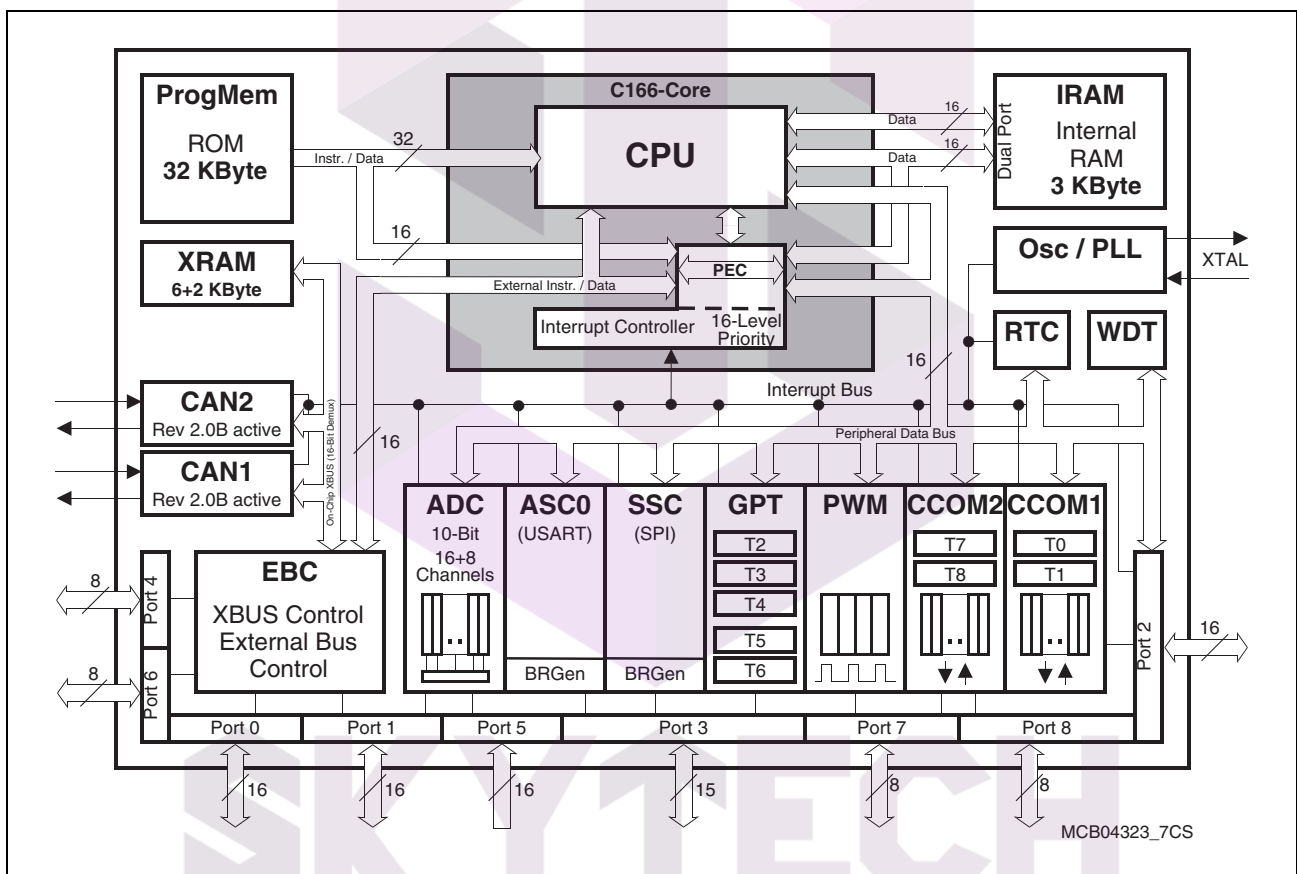 ProgMem
ROM
32 KByte
C166-Core
CPU
IRAM
Internal
RAM
3 KByte
Dual Port
32
Instr. / Data
16
Data
16
Data
16
XRAM
6+2 KByte
External Instr. / Data
PEC
Interrupt Controller
16-Level
Priority
Osc / PLL
XTAL
RTC
WDT
16
Interrupt Bus
Peripheral Data Bus
CAN2
Rev 2.0B active
CAN1
Rev 2.0B active
On-Chip XBUS (16-Bit Demux)
16
EBC
XBUS Control
External Bus
Control
ADC
10-Bit
16+8
Channels
ASC0
(USART)
BRGen
SSC
(SPI)
BRGen
GPT
T2
T3
T4
T5
T6
PWM
CCOM2
T7
T8
CCOM1
T0
T1
8
Port 4
8
Port 6
Port 2
16
Port 0
Port 1
Port 5
Port 3
Port 7
Port 8
16
16
16
15
8
8
MCB04323_7CS
SKYTECH